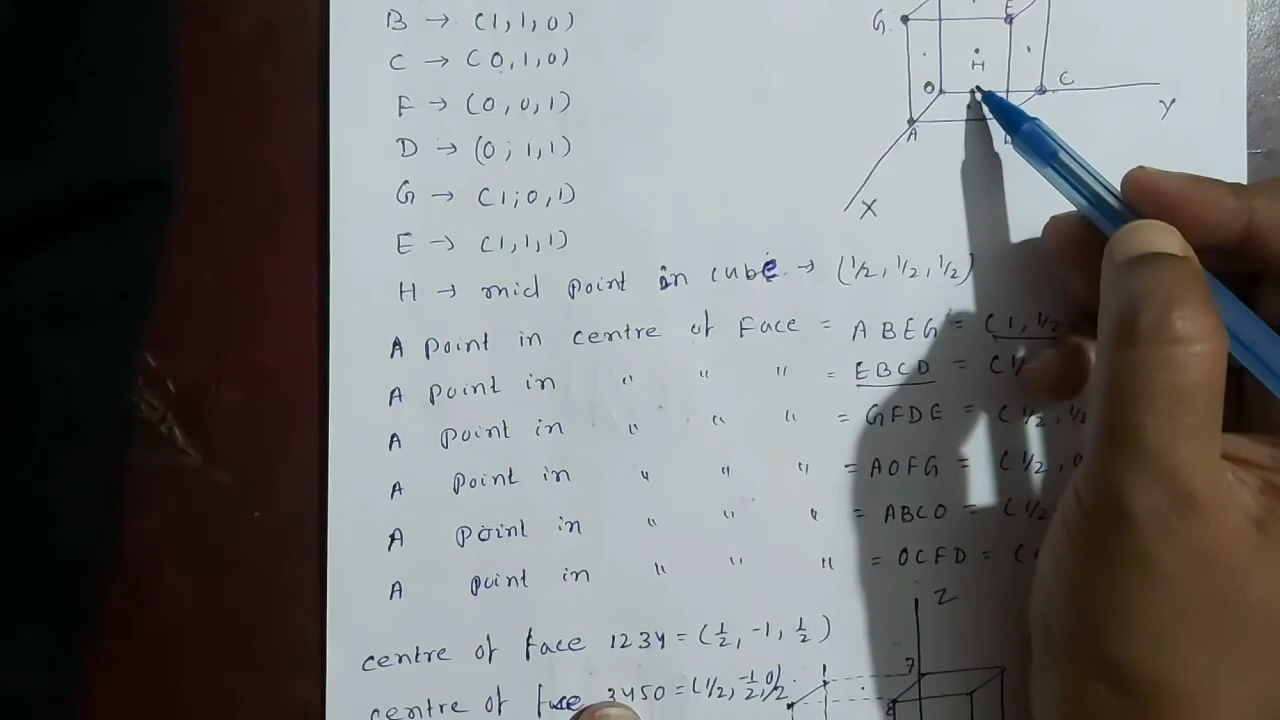 B → (1, 1, 0)
C → (0, 1, 0)
F → (0, 0, 1)
D → (0, 1, 1)
G → (1, 0, 1)
E → (1, 1, 1)
H → mid point in cube → (1/2, 1/2, 1/2)
A point in centre of Face = ABEG = (1, 1/2
A point in " " " = EBCD = (1/
A point in " " " = GFDE = (1/2, 1/2
A point in " " " = AOFG = (1/2, 0
A point in " " " = ABCO = (1/2
A point in " " " = OCFD = (
centre of face 1234 = (1/2, -1, 1/2)
centre of face 3450 = (1/2, -1/2, 0)
G E
H
O C
Y
A
X
Z
7
1
8